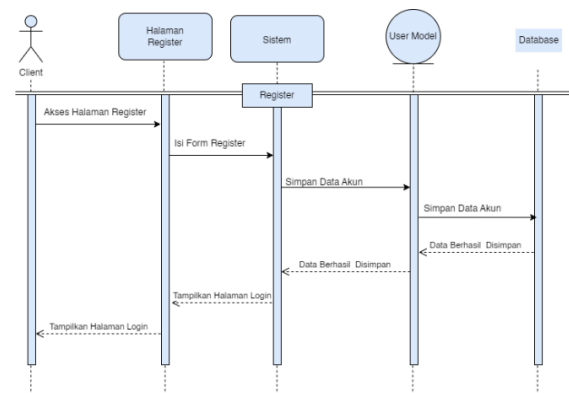 Halaman
Register
Sistem
User Model
Database
Client
Register
Akses Halaman Register
Isi Form Register
Simpan Data Akun
Simpan Data Akun
Data Berhasil Disimpan
Data Berhasil Disimpan
Tampilkan Halaman Login
Tampilkan Halaman Login